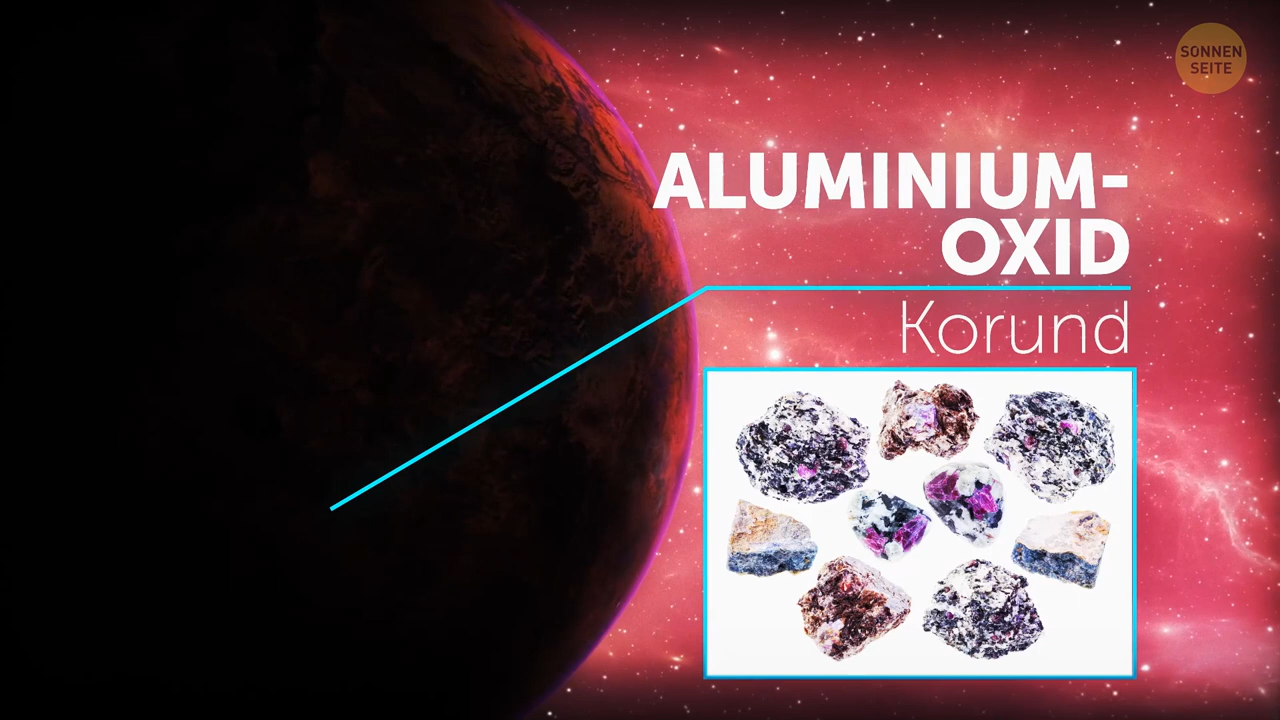 SONNEN
SEITE
ALUMINIUM-
OXID
Korund